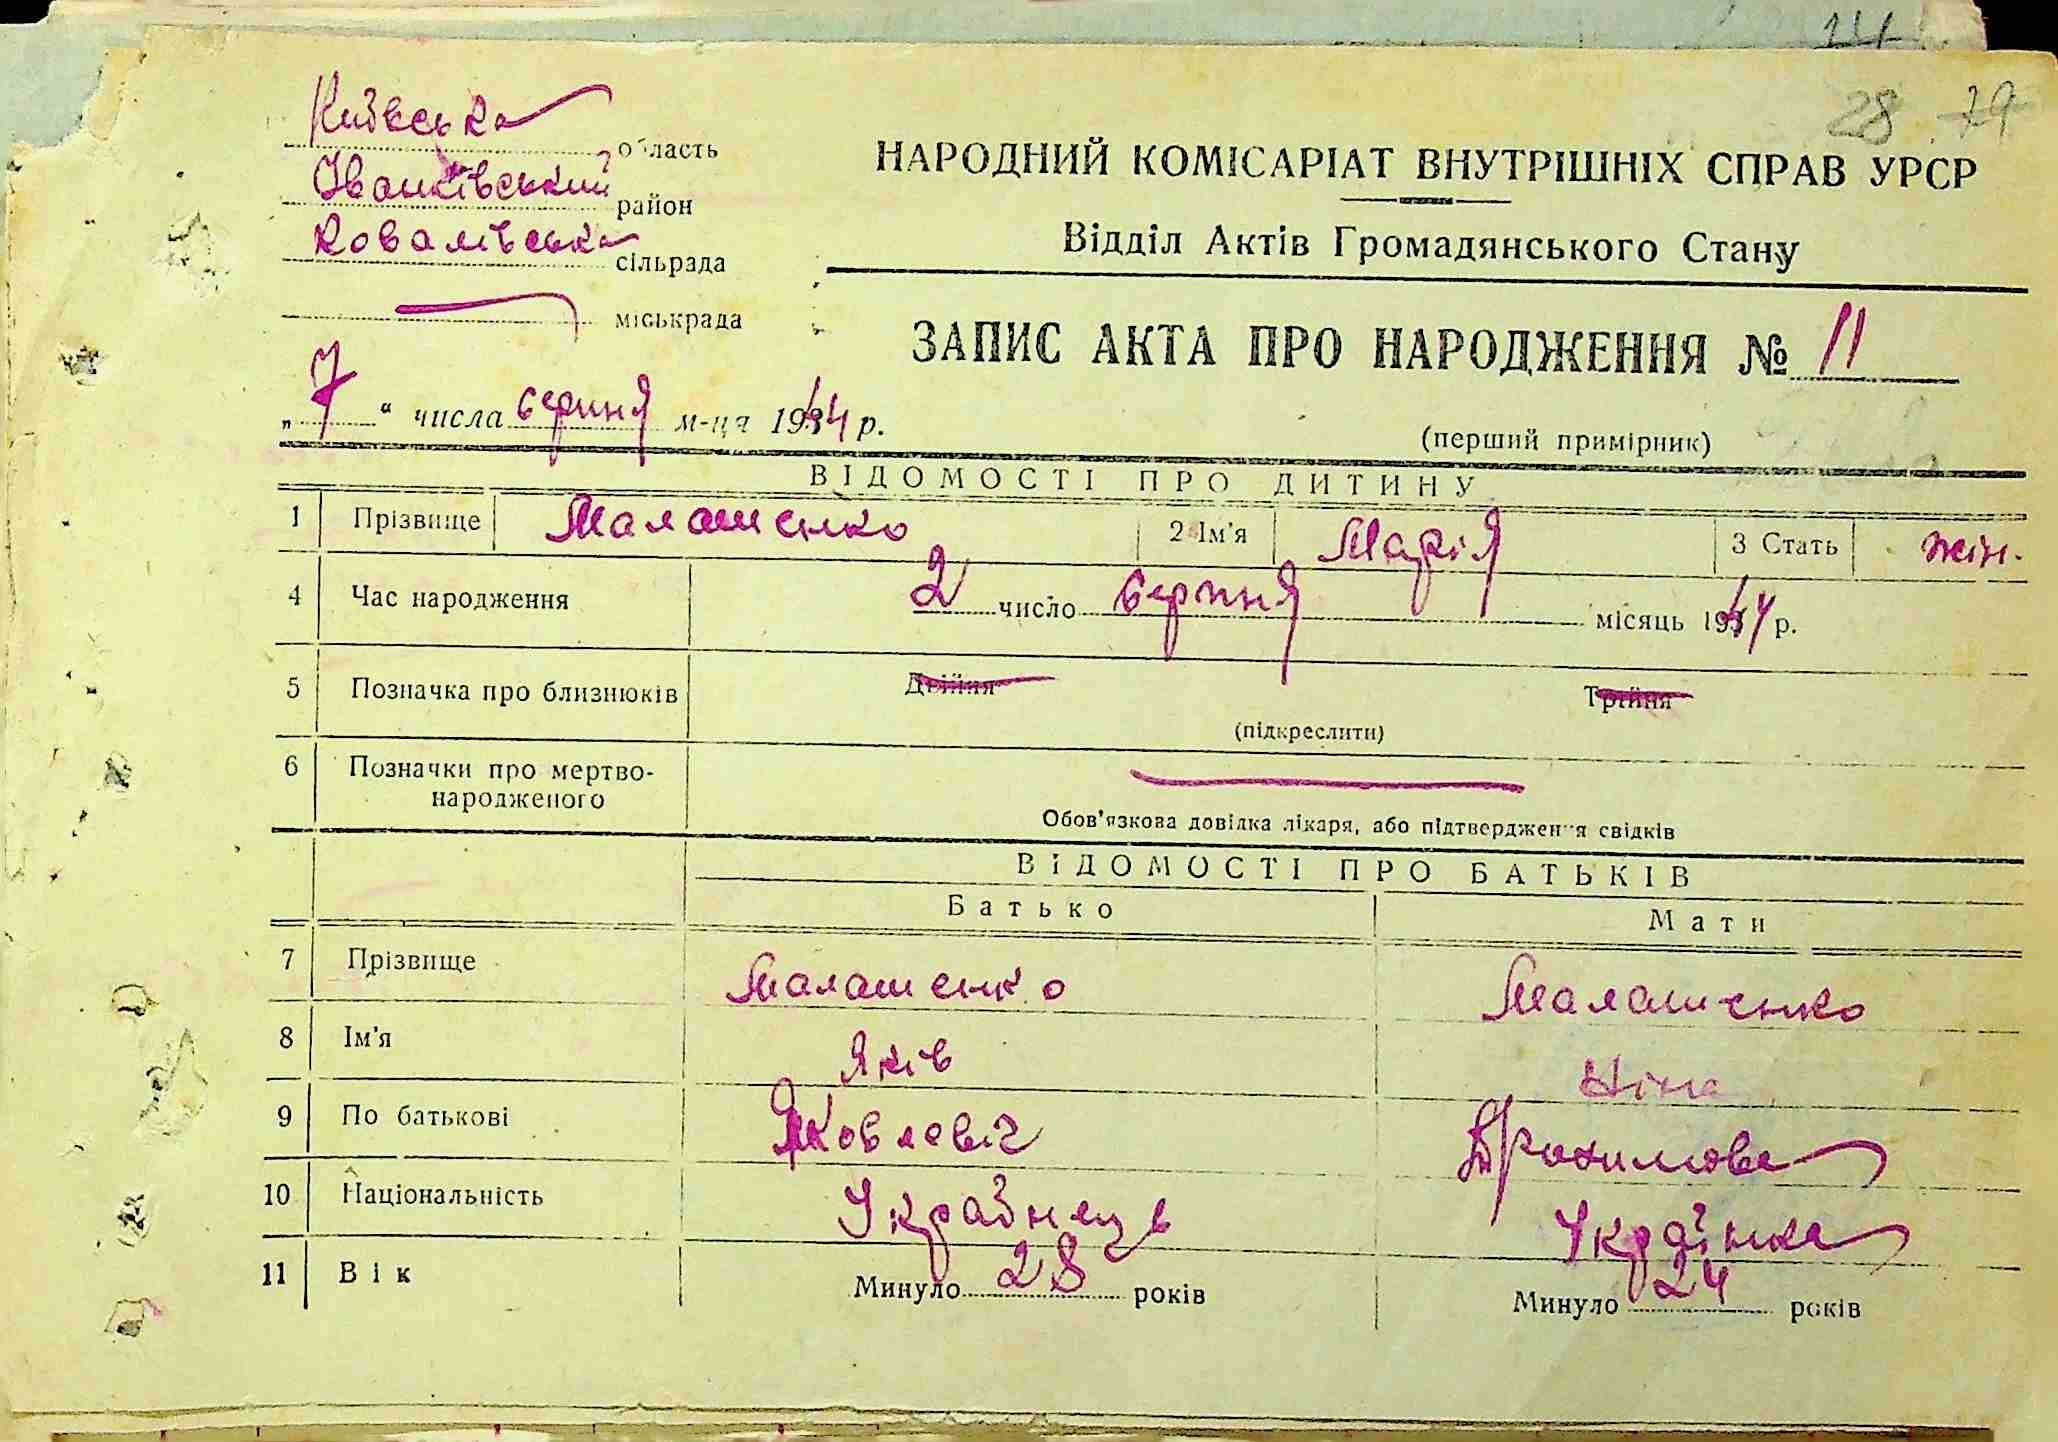 14
28 79
Київська область
Іванківський район
Ковалівська сільрада
міськрада
НАРОДНИЙ КОМІСАРІАТ ВНУТРІШНІХ СПРАВ УРСР
Відділ Актів Громадянського Стану
ЗАПИС АКТА ПРО НАРОДЖЕННЯ № 11
„7“ числа серпня м-ця 1944 р.
(перший примірник)
ВІДОМОСТІ ПРО ДИТИНУ
1 Прізвище Малашенко 2 Ім'я Марія 3 Стать жін.
4 Час народження 2 число серпня місяць 1944 р.
5 Позначка про близнюків Двійня Трійня
(підкреслити)
6 Позначки про мертво-
народженого
Обов'язкова довідка лікаря, або підтвердження свідків
ВІДОМОСТІ ПРО БАТЬКІВ
Батько Мати
7 Прізвище Малашенко Малашенко
8 Ім'я Яків Ніна
9 По батькові Яковлевіч
10 Національність Українець Українка
11 Вік Минуло 28 років Минуло 24 років